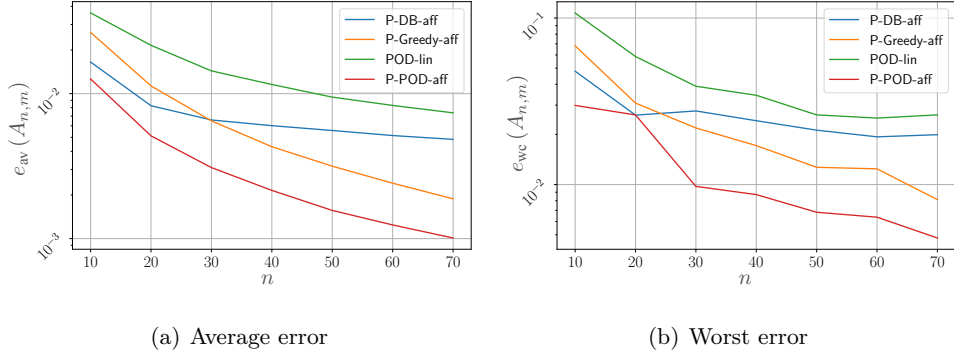 P-DB-aff
P-Greedy-aff
POD-lin
P-POD-aff
10⁻²
10⁻³
e_av (A_{n,m})
10 20 30 40 50 60 70
n
(a) Average error
P-DB-aff
P-Greedy-aff
POD-lin
P-POD-aff
10⁻¹
10⁻²
e_wc (A_{n,m})
10 20 30 40 50 60 70
n
(b) Worst error